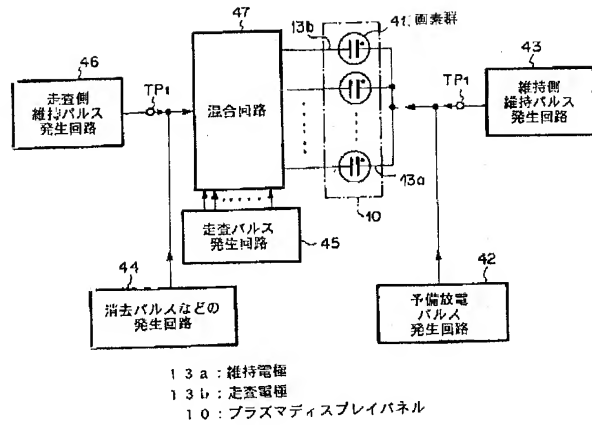 47
13b
41,画素群
46
TP1
走査側
維持パルス
発生回路
混合回路
TP1
43
維持側
維持パルス
発生回路
13a
10
走査パルス
発生回路
45
44
消去パルスなどの
発生回路
42
予備放電
パルス
発生回路
13a:維持電極
13b:走査電極
10:プラズマディスプレイパネル